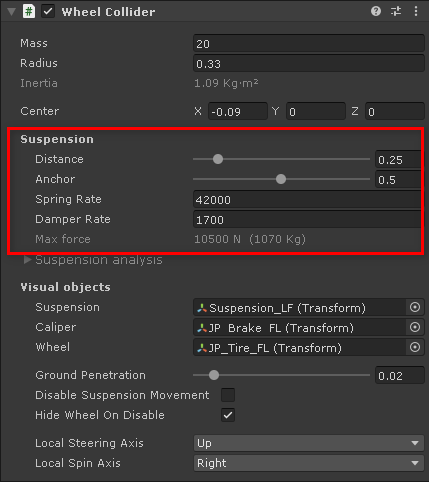 Wheel Collider
Mass 20
Radius 0.33
Inertia 1.09 Kg·m²
Center X -0.09 Y 0 Z 0
Suspension
Distance 0.25
Anchor 0.5
Spring Rate 42000
Damper Rate 1700
Max force 10500 N (1070 Kg)
Suspension analysis
Visual objects
Suspension Suspension_LF (Transform)
Caliper JP_Brake_FL (Transform)
Wheel JP_Tire_FL (Transform)
Ground Penetration 0.02
Disable Suspension Movement
Hide Wheel On Disable
Local Steering Axis Up
Local Spin Axis Right